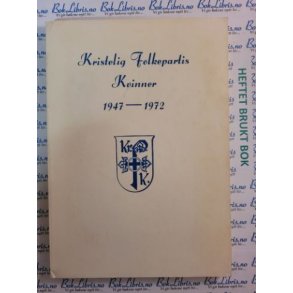 Kristelig Folkepartis
Kvinner
1947 — 1972
Kr. F.
K.
HEFTET BRUKT BOK
BokLibris.no